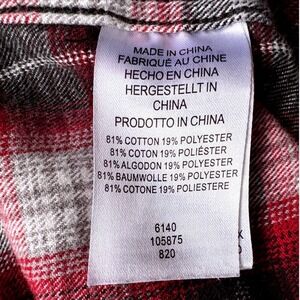 MADE IN CHINA
FABRIQUÉ AU CHINE
HECHO EN CHINA
HERGESTELLT IN
CHINA
PRODOTTO IN CHINA
81% COTTON 19% POLYESTER
81% COTON 19% POLIÉSTER
81% ALGODON 19% POLYESTER
81% BAUMWOLLE 19% POLYESTER
81% COTONE 19% POLIESTERE
6140
105875
820